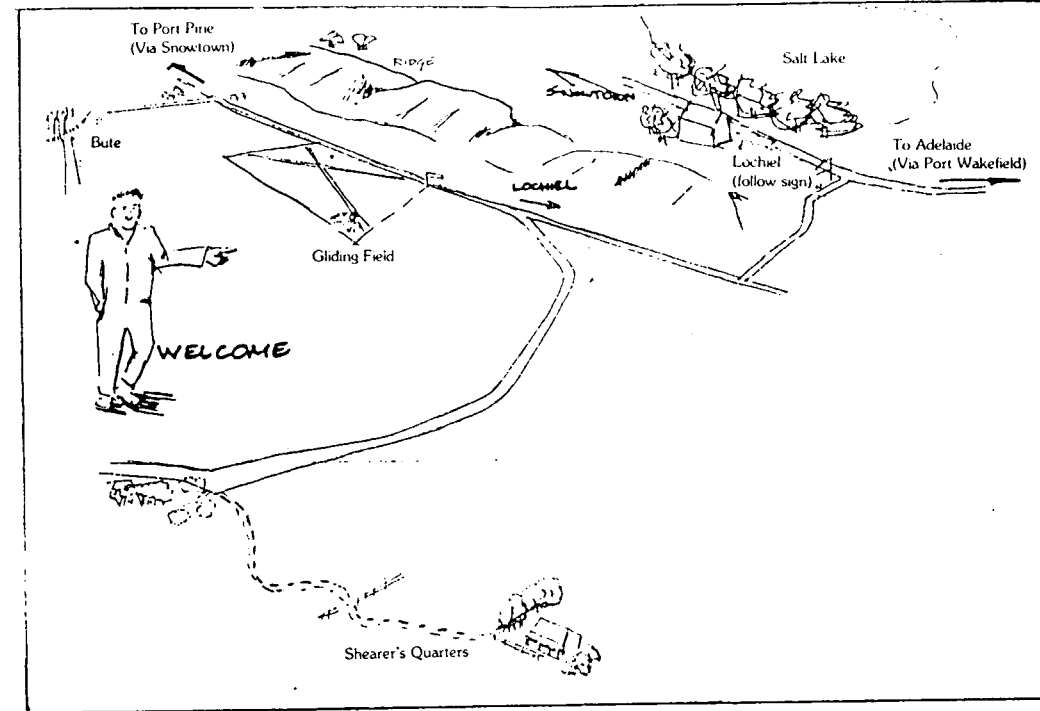 To Port Pirie
(Via Snowtown)
RIDGE
Salt Lake
SNOWTOWN
Bute
To Adelaide
(Via Port Wakefield)
Lochiel
(follow sign)
LOCHIEL
Gliding Field
WELCOME
Shearer's Quarters